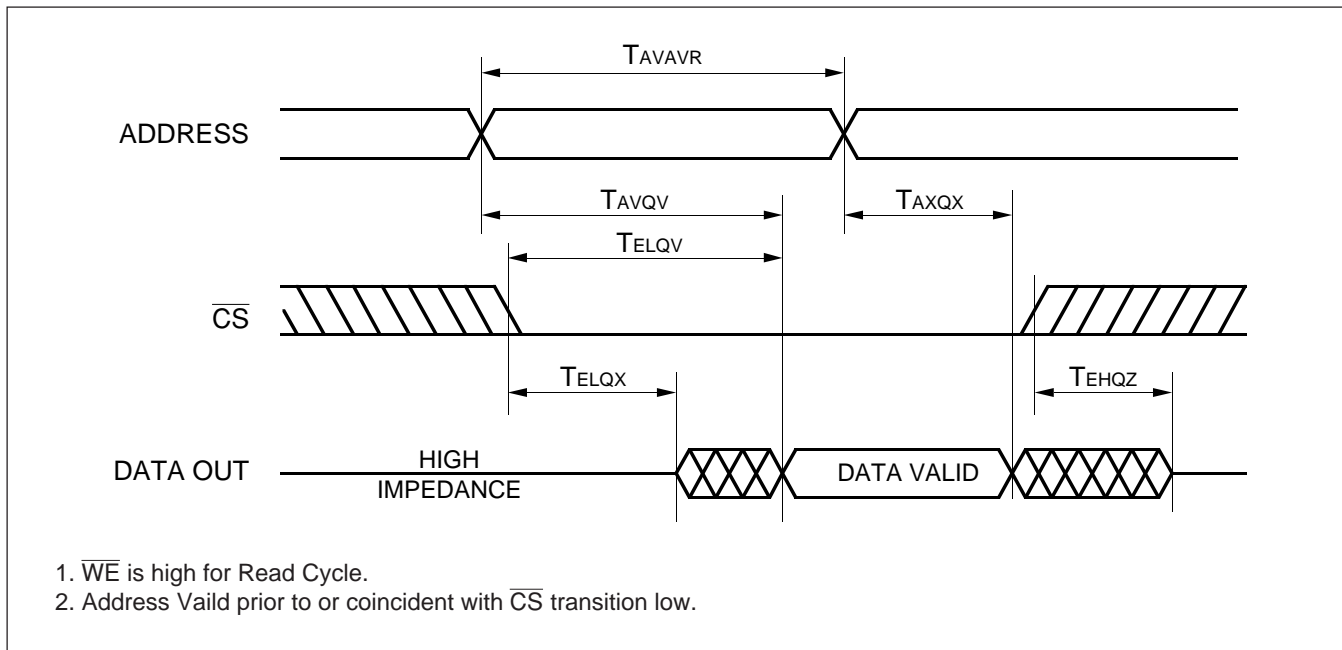 TAVAVR
ADDRESS
TAVQV
TAXQX
TELQV
CS
TELQX
TEHQZ
DATA OUT
HIGH
IMPEDANCE
DATA VALID
1. WE is high for Read Cycle.
2. Address Vaild prior to or coincident with CS transition low.